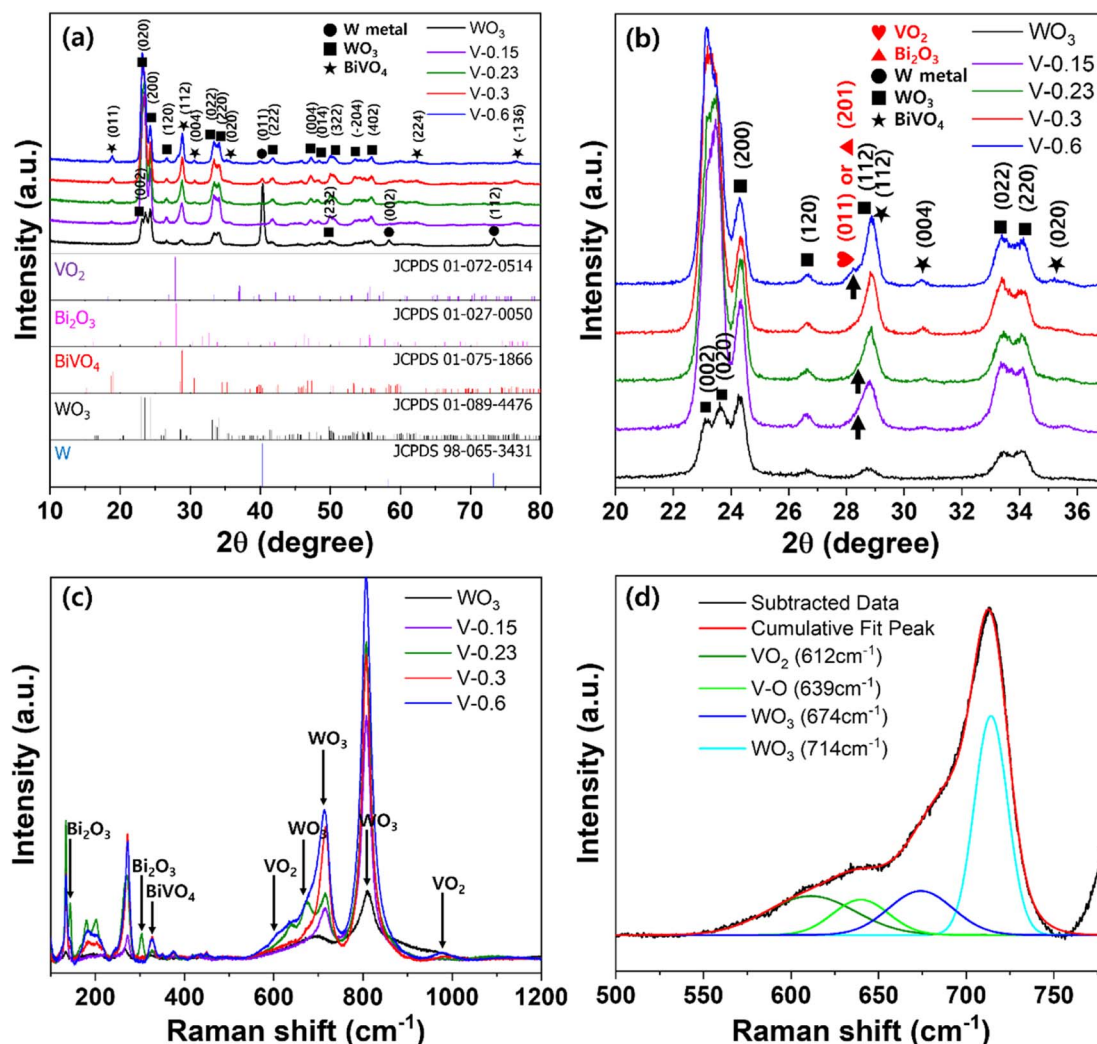 (a)
● W metal
■ WO₃
★ BiVO₄
WO₃
V-0.15
V-0.23
V-0.3
V-0.6
(011)
(020)
(200)
(120)
(112)
(004)
(022)
(220)
(020)
(011)
(222)
(004)
(014)
(322)
(-204)
(402)
(224)
(-136)
(002)
(232)
(002)
(112)
VO₂
JCPDS 01-072-0514
Bi₂O₃
JCPDS 01-027-0050
BiVO₄
JCPDS 01-075-1866
WO₃
JCPDS 01-089-4476
W
JCPDS 98-065-3431
Intensity (a.u.)
10 20 30 40 50 60 70 80
2θ (degree)
(b)
♥ VO₂
▲ Bi₂O₃
● W metal
■ WO₃
★ BiVO₄
WO₃
V-0.15
V-0.23
V-0.3
V-0.6
(002)
(020)
(200)
(120)
♥ (011) or ▲ (201)
(112)
(112)
(004)
(022)
(220)
(020)
Intensity (a.u.)
20 22 24 26 28 30 32 34 36
2θ (degree)
(c)
WO₃
V-0.15
V-0.23
V-0.3
V-0.6
Bi₂O₃
Bi₂O₃
BiVO₄
VO₂
WO₃
WO₃
WO₃
VO₂
Intensity (a.u.)
200 400 600 800 1000 1200
Raman shift (cm⁻¹)
(d)
Subtracted Data
Cumulative Fit Peak
VO₂ (612cm⁻¹)
V-O (639cm⁻¹)
WO₃ (674cm⁻¹)
WO₃ (714cm⁻¹)
Intensity (a.u.)
500 550 600 650 700 750
Raman shift (cm⁻¹)